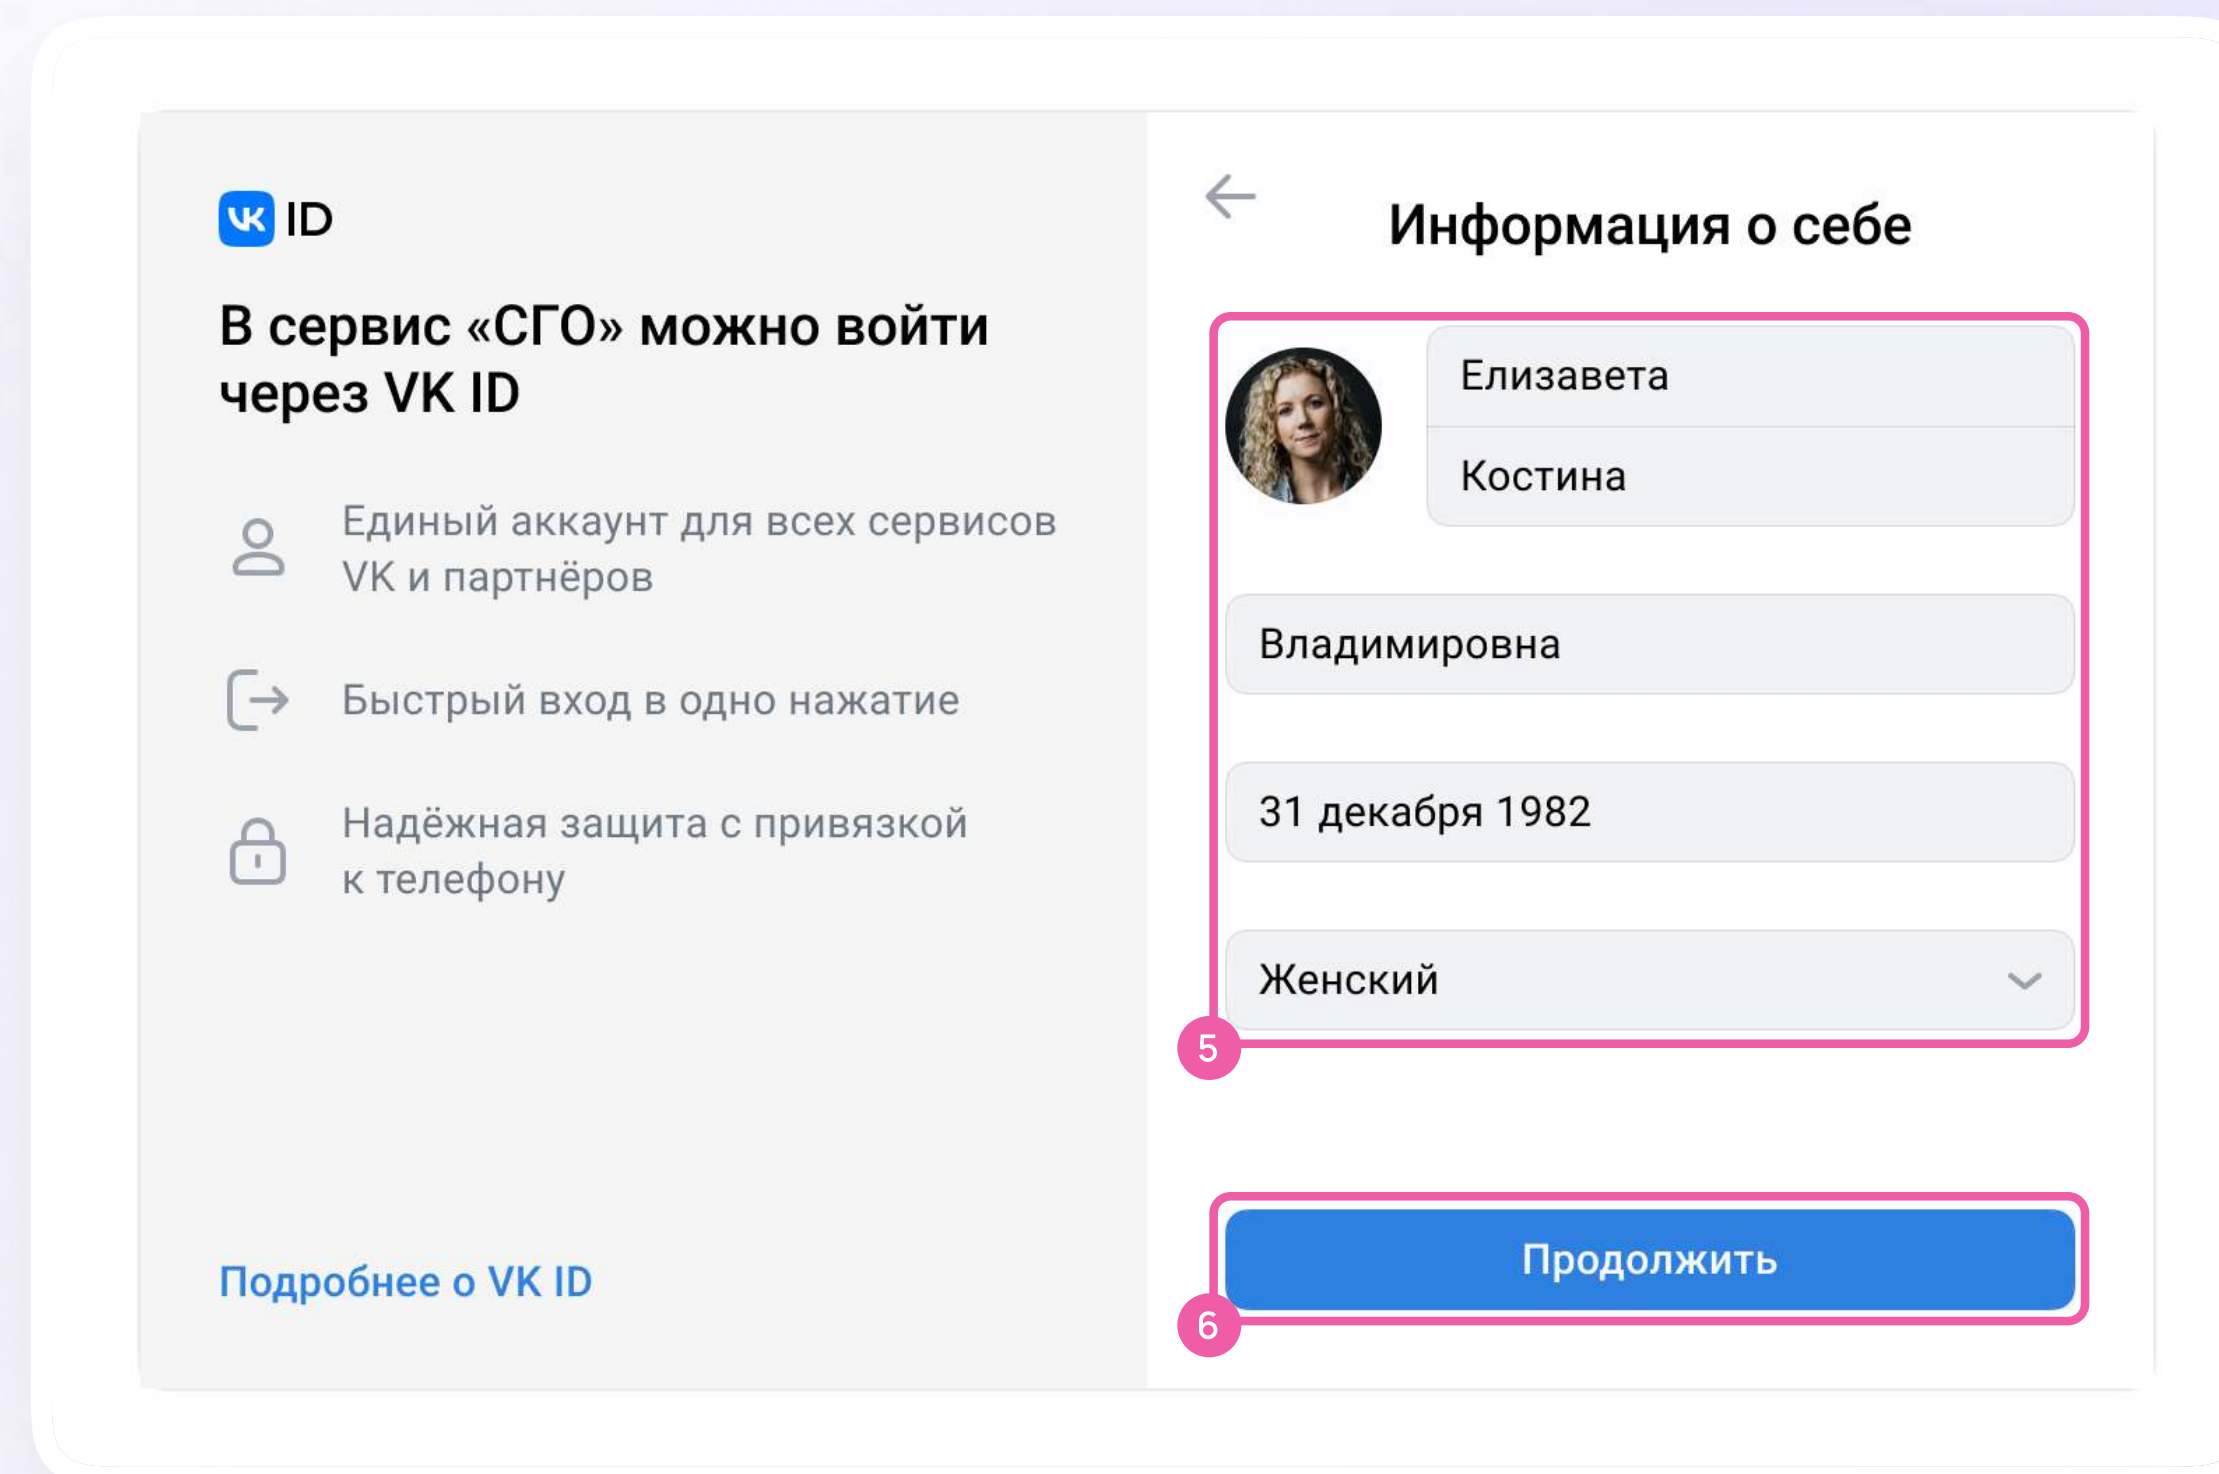 VK ID
В сервис «СГО» можно войти
через VK ID
Единый аккаунт для всех сервисов
VK и партнёров
Быстрый вход в одно нажатие
Надёжная защита с привязкой
к телефону
Подробнее о VK ID
Информация о себе
Елизавета
Костина
Владимировна
31 декабря 1982
Женский
5
Продолжить
6